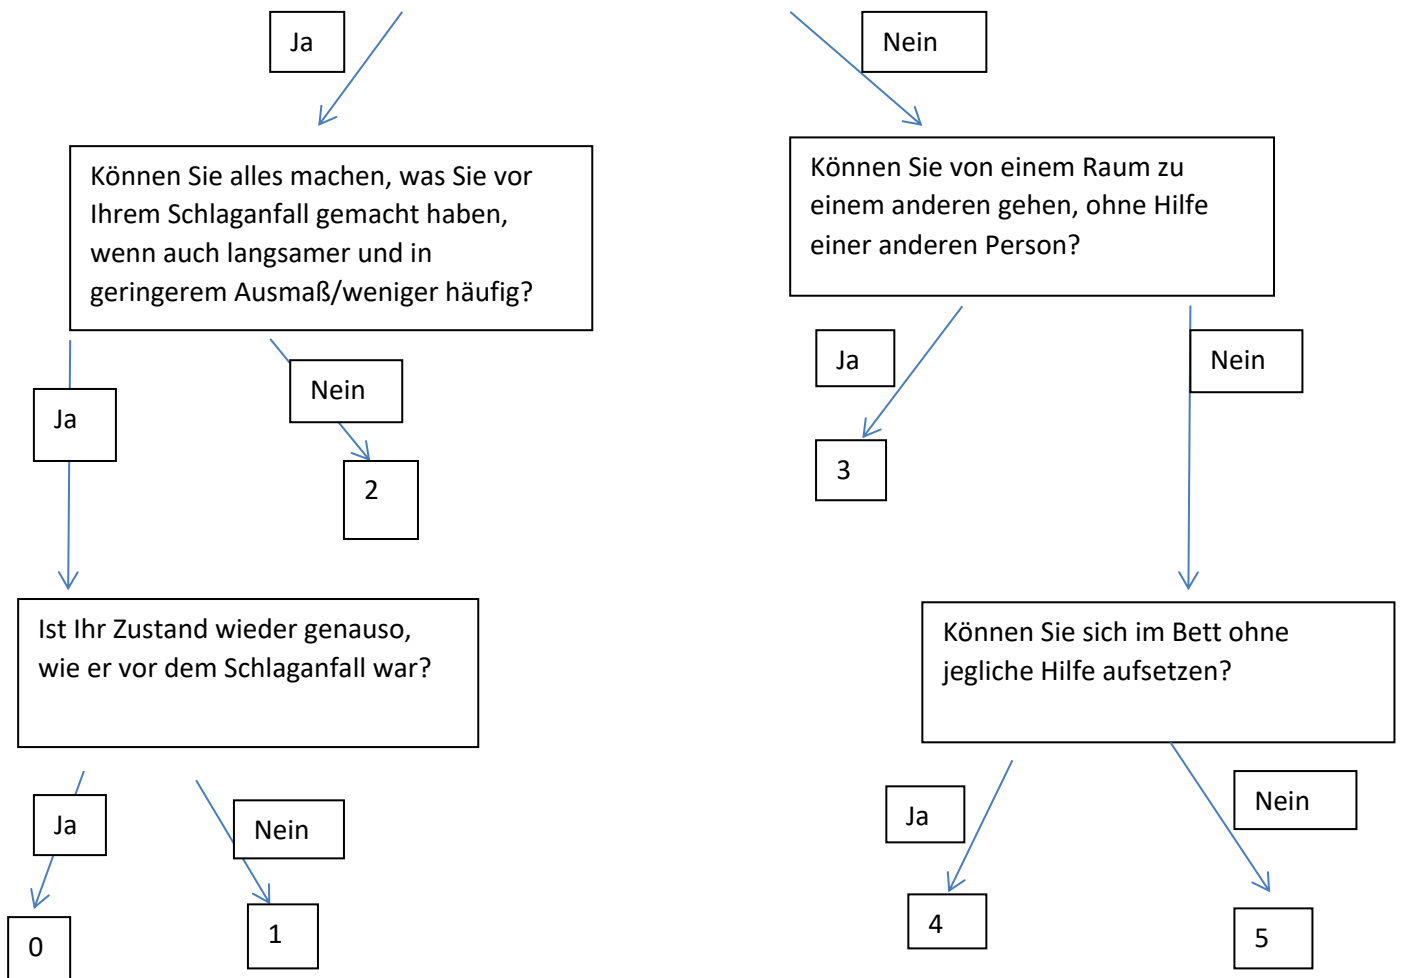 Ja
Nein
Können Sie alles machen, was Sie vor
Ihrem Schlaganfall gemacht haben,
wenn auch langsamer und in
geringerem Ausmaß/weniger häufig?
Können Sie von einem Raum zu
einem anderen gehen, ohne Hilfe
einer anderen Person?
Ja
Nein
2
Ja
Nein
3
Ist Ihr Zustand wieder genauso,
wie er vor dem Schlaganfall war?
Können Sie sich im Bett ohne
jegliche Hilfe aufsetzen?
Ja
Nein
0
1
Ja
Nein
4
5